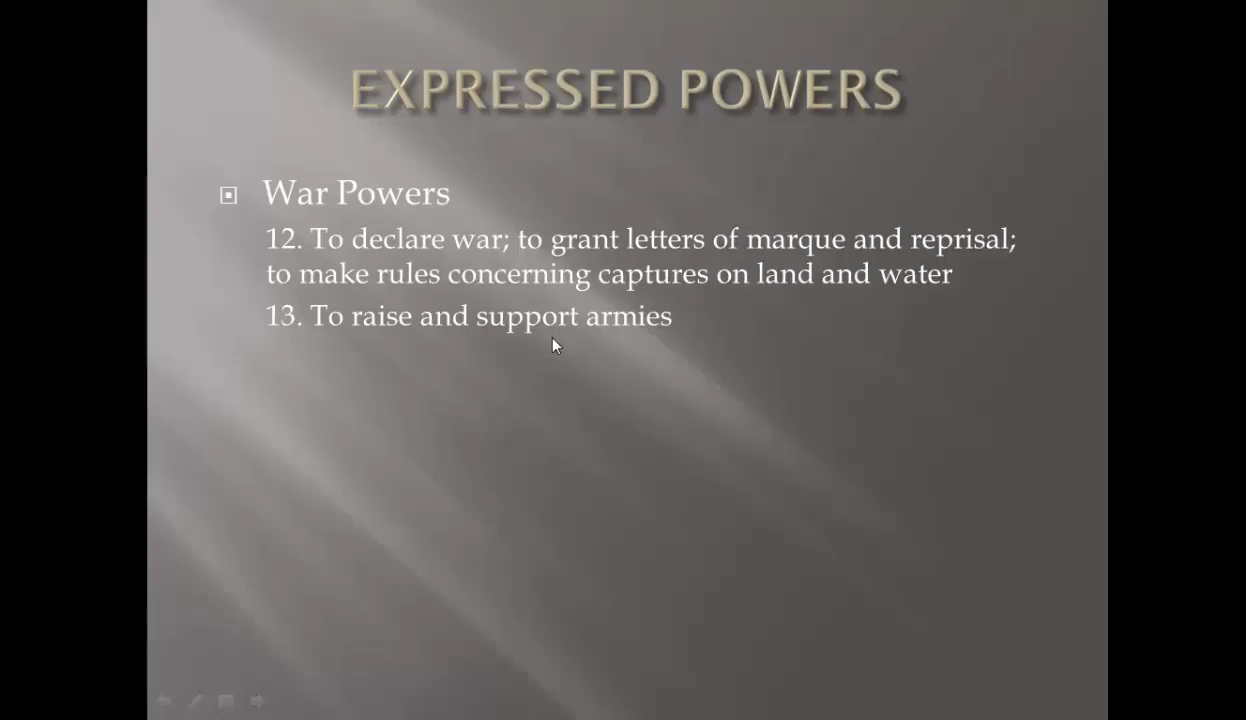 EXPRESSED POWERS
War Powers
12. To declare war; to grant letters of marque and reprisal;
to make rules concerning captures on land and water
13. To raise and support armies